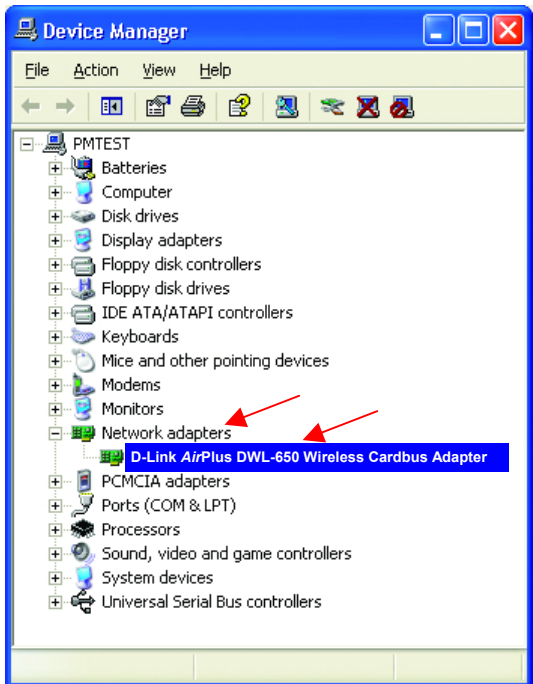 Device Manager
File Action View Help
PMTEST
Batteries
Computer
Disk drives
Display adapters
Floppy disk controllers
Floppy disk drives
IDE ATA/ATAPI controllers
Keyboards
Mice and other pointing devices
Modems
Monitors
Network adapters
D-Link AirPlus DWL-650 Wireless Cardbus Adapter
PCMCIA adapters
Ports (COM & LPT)
Processors
Sound, video and game controllers
System devices
Universal Serial Bus controllers